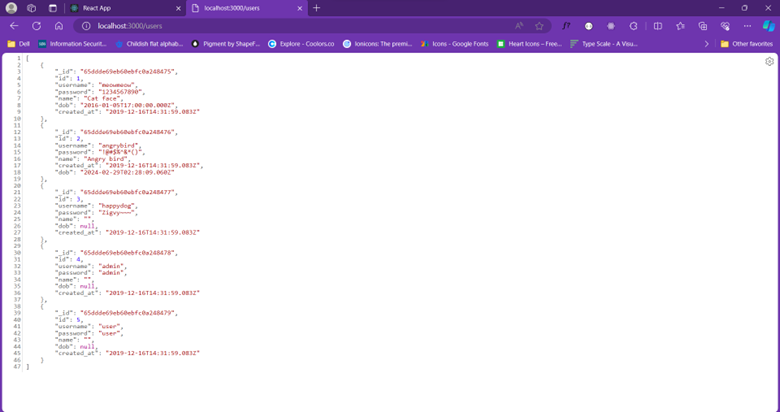 React App
localhost:3000/users
localhost:3000/users
Dell
Information Securit...
Childish flat alphab...
Pigment by ShapeF...
Explore - Coolors.co
Ionicons: The premi...
Icons - Google Fonts
Heart Icons – Free...
Type Scale - A Visu...
Other favorites
1 [
2 {
3 "_id": "65ddde69eb60ebfc0a248475",
4 "id": 1,
5 "username": "meowmeow",
6 "password": "1234567890",
7 "name": "Cat face",
8 "dob": "2016-01-05T17:00:00.000Z",
9 "created_at": "2019-12-16T14:31:59.083Z"
10 },
11 {
12 "_id": "65ddde69eb60ebfc0a248476",
13 "id": 2,
14 "username": "angrybird",
15 "password": "!@#$%^&*()",
16 "name": "Angry bird",
17 "created_at": "2019-12-16T14:31:59.083Z",
18 "dob": "2024-02-29T02:28:09.060Z"
19 },
20 {
21 "_id": "65ddde69eb60ebfc0a248477",
22 "id": 3,
23 "username": "happydog",
24 "password":
25 "name": "",
26 "dob": null,
27 "created_at": "2019-12-16T14:31:59.083Z"
28 },
29 {
30 "_id": "65ddde69eb60ebfc0a248478",
31 "id": 4,
32 "username": "admin",
33 "password": "admin",
34 "name": "",
35 "dob": null,
36 "created_at": "2019-12-16T14:31:59.083Z"
37 },
38 {
39 "_id": "65ddde69eb60ebfc0a248479",
40 "id": 5,
41 "username": "user",
42 "password": "user",
43 "name": "",
44 "dob": null,
45 "created_at": "2019-12-16T14:31:59.083Z"
46 }
47 ]